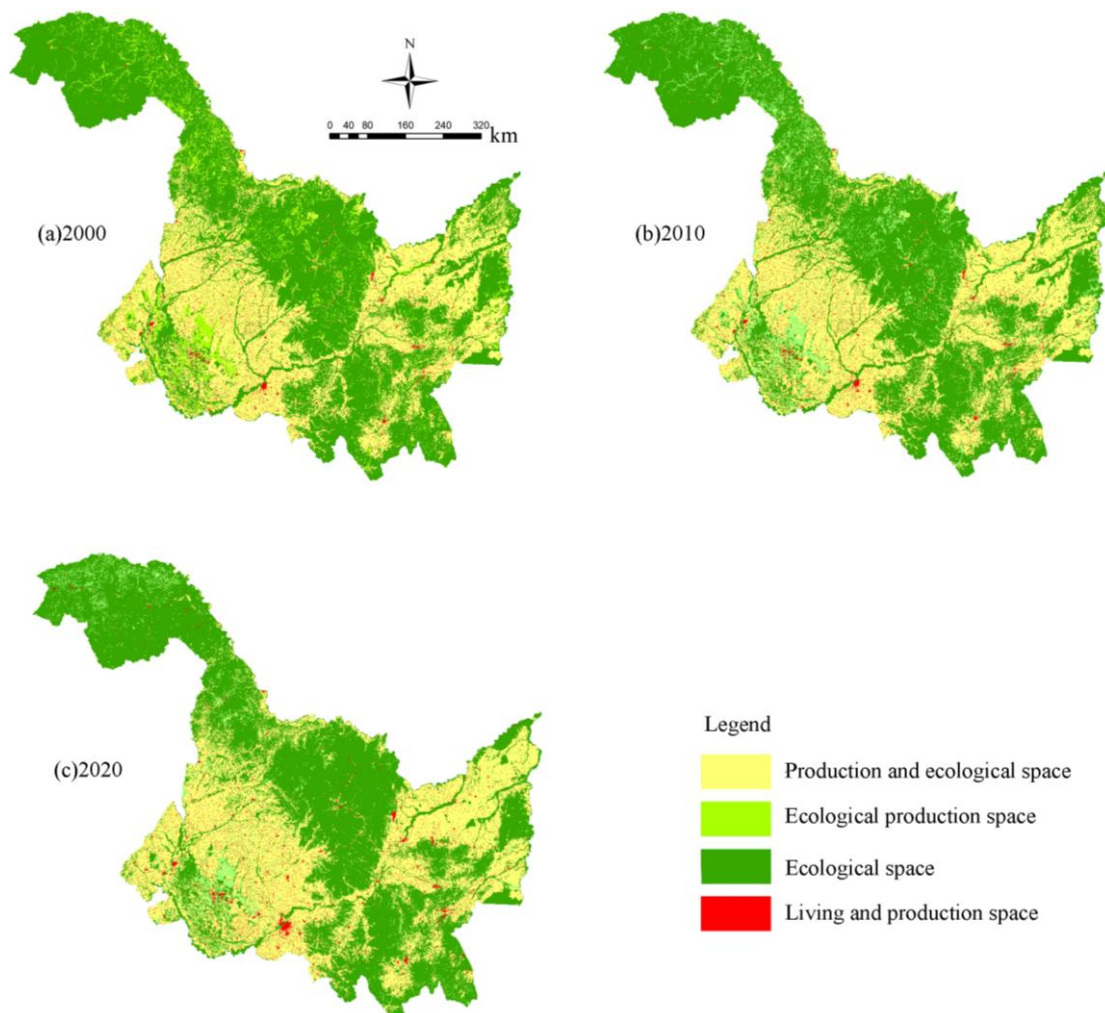 N
0 40 80 160 240 320
km
(a)2000
(b)2010
(c)2020
Legend
Production and ecological space
Ecological production space
Ecological space
Living and production space